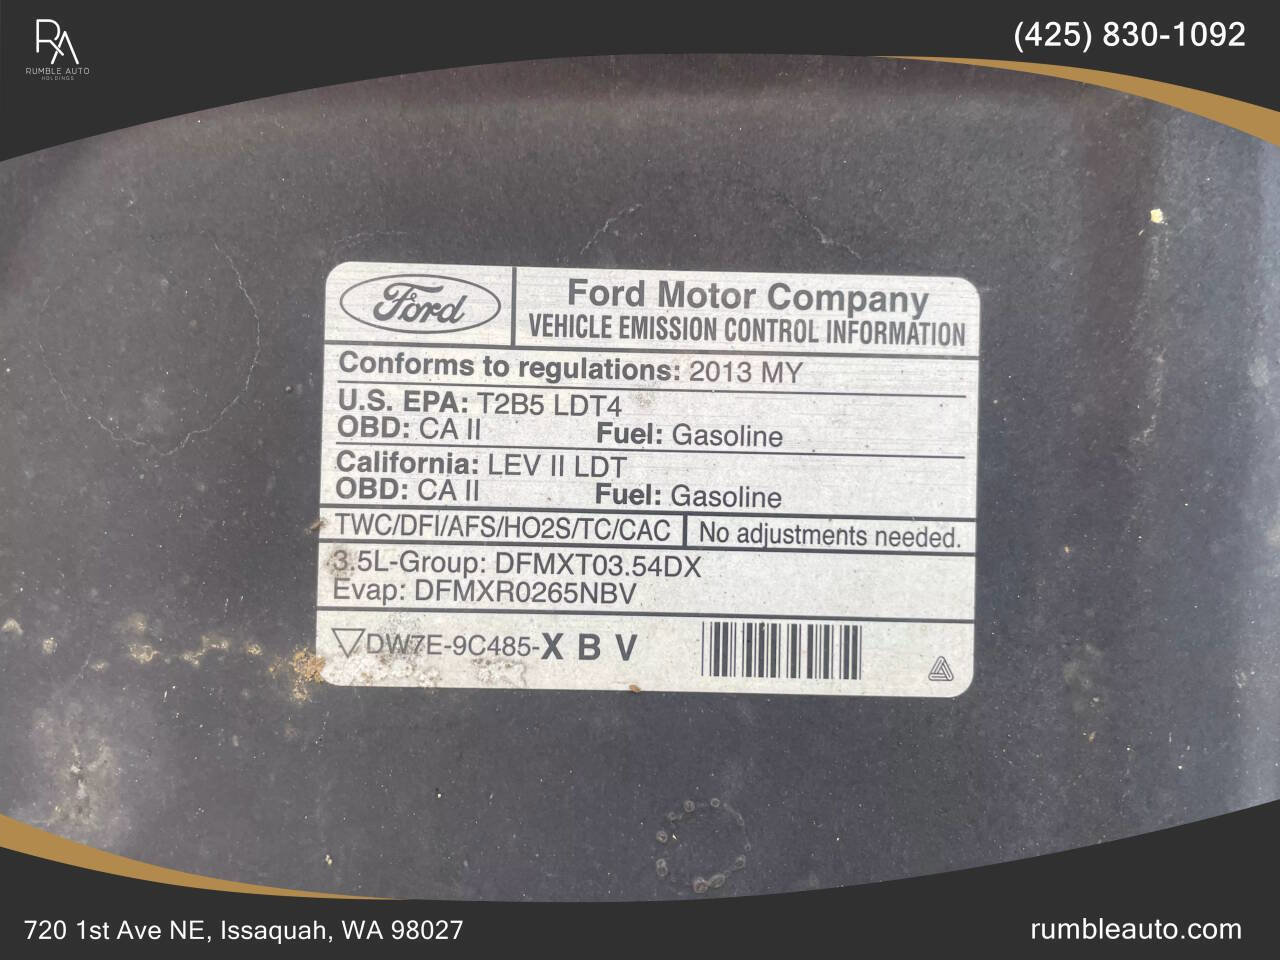 RA
RUMBLE AUTO
HOLDINGS
(425) 830-1092
Ford
Ford Motor Company
VEHICLE EMISSION CONTROL INFORMATION
Conforms to regulations: 2013 MY
U.S. EPA: T2B5 LDT4
OBD: CA II Fuel: Gasoline
California: LEV II LDT
OBD: CA II Fuel: Gasoline
TWC/DFI/AFS/HO2S/TC/CAC No adjustments needed.
3.5L-Group: DFMXT03.54DX
Evap: DFMXR0265NBV
DW7E-9C485-X B V
720 1st Ave NE, Issaquah, WA 98027
rumbleauto.com